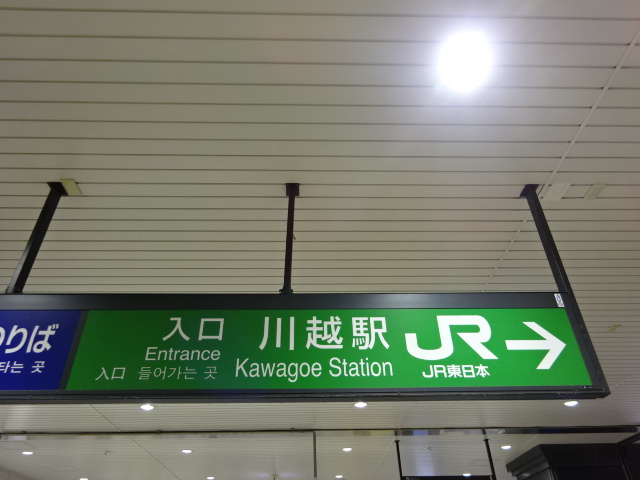 りば
타는 곳
入口
Entrance
入口 들어가는 곳
川越駅
Kawagoe Station
JR
JR東日本